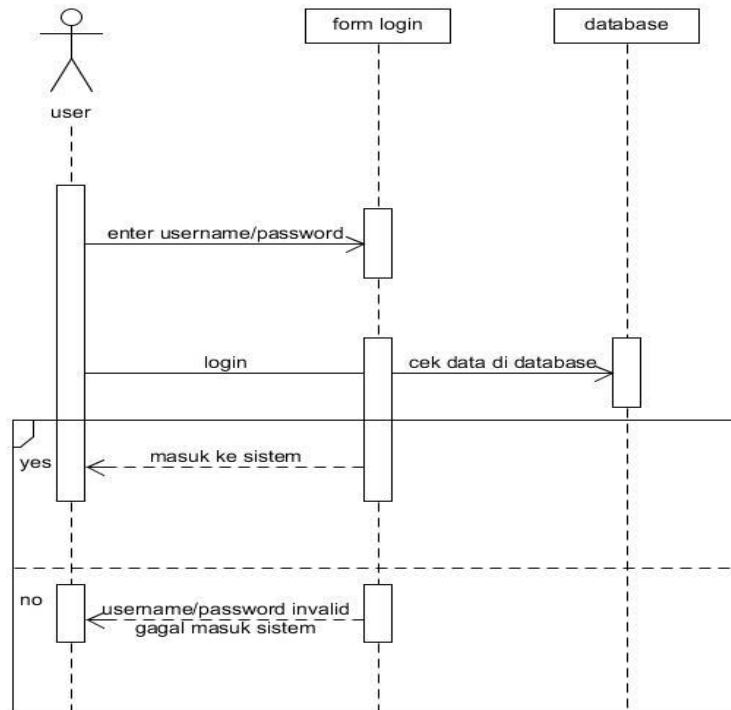 form login
database
user
enter username/password
login
cek data di database
yes
masuk ke sistem
no
username/password invalid
gagal masuk sistem